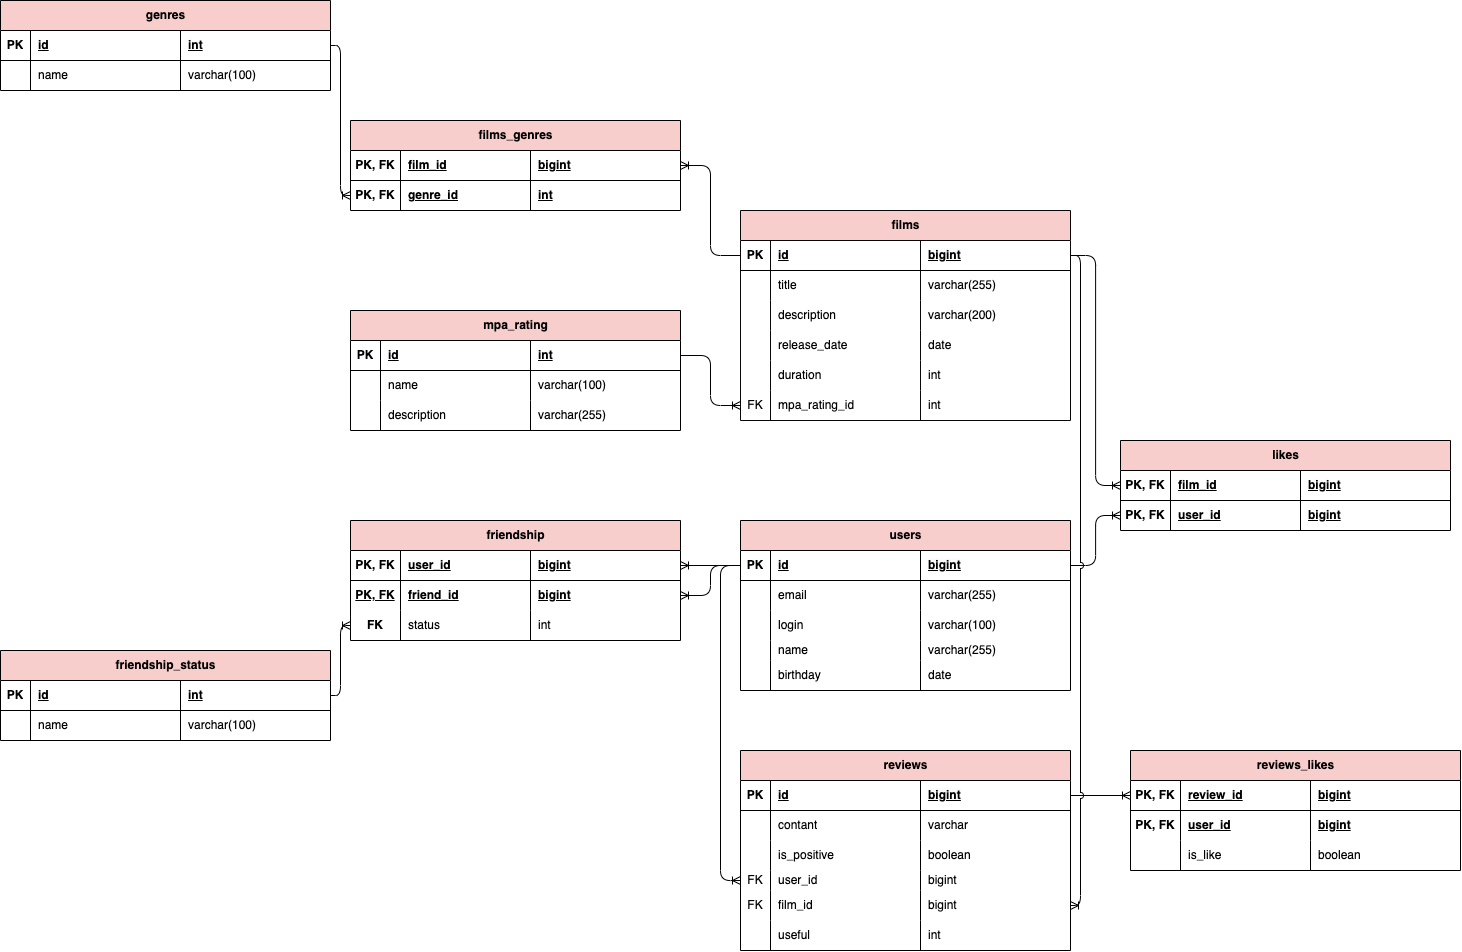 genres
PK id int
name varchar(100)
films_genres
PK, FK film_id bigint
PK, FK genre_id int
films
PK id bigint
title varchar(255)
description varchar(200)
release_date date
duration int
FK mpa_rating_id int
mpa_rating
PK id int
name varchar(100)
description varchar(255)
likes
PK, FK film_id bigint
PK, FK user_id bigint
friendship
PK, FK user_id bigint
PK, FK friend_id bigint
FK status int
users
PK id bigint
email varchar(255)
login varchar(100)
name varchar(255)
birthday date
friendship_status
PK id int
name varchar(100)
reviews
PK id bigint
contant varchar
is_positive boolean
FK user_id bigint
FK film_id bigint
useful int
reviews_likes
PK, FK review_id bigint
PK, FK user_id bigint
is_like boolean